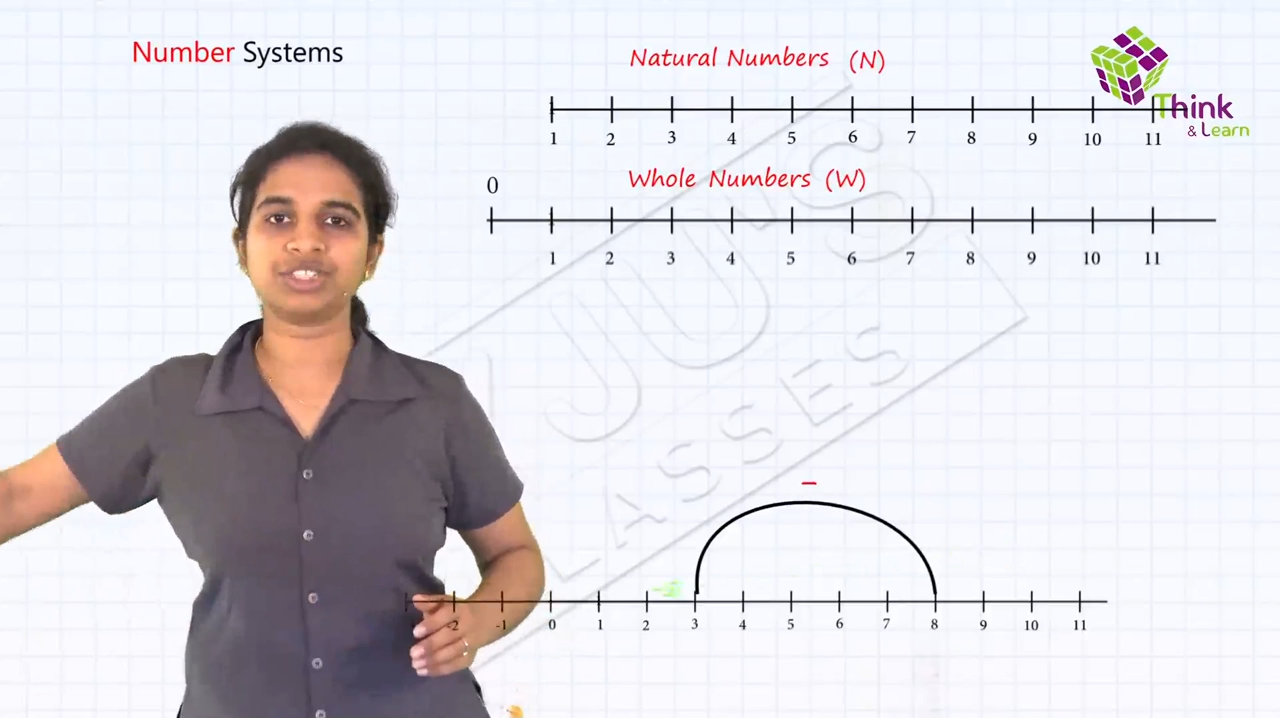 Number Systems
Natural Numbers (N)
1 2 3 4 5 6 7 8 9 10 11
Think
& Learn
0
Whole Numbers (W)
1 2 3 4 5 6 7 8 9 10 11
JU'S
LASSES
-
-2 -1 0 1 2 3 4 5 6 7 8 9 10 11